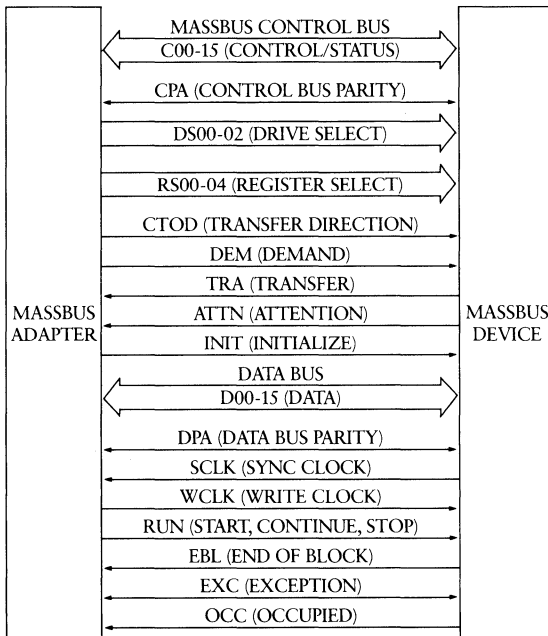 MASSBUS CONTROL BUS
C00-15 (CONTROL/STATUS)
CPA (CONTROL BUS PARITY)
DS00-02 (DRIVE SELECT)
RS00-04 (REGISTER SELECT)
CTOD (TRANSFER DIRECTION)
DEM (DEMAND)
TRA (TRANSFER)
MASSBUS
ADAPTER
ATTN (ATTENTION)
MASSBUS
DEVICE
INIT (INITIALIZE)
DATA BUS
D00-15 (DATA)
DPA (DATA BUS PARITY)
SCLK (SYNC CLOCK)
WCLK (WRITE CLOCK)
RUN (START, CONTINUE, STOP)
EBL (END OF BLOCK)
EXC (EXCEPTION)
OCC (OCCUPIED)